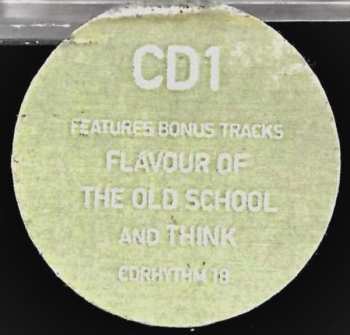 CD1
FEATURES BONUS TRACKS
FLAVOUR OF
THE OLD SCHOOL
AND THINK
CDRHYTHM 18